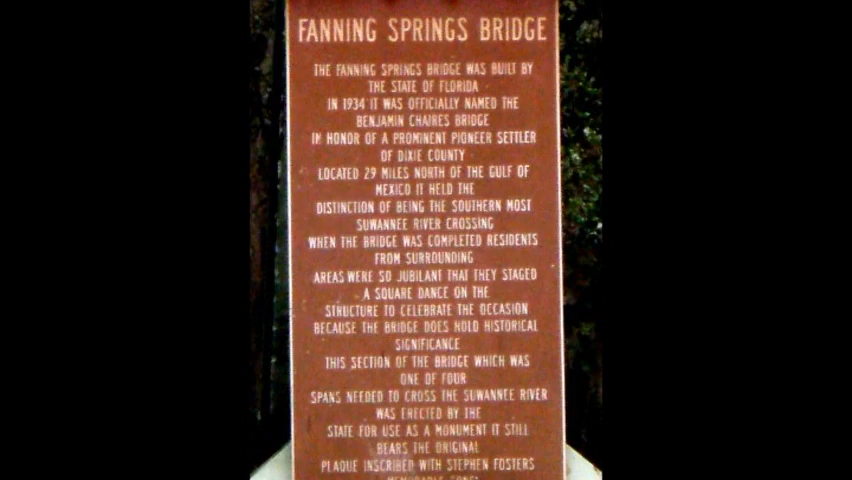 FANNING SPRINGS BRIDGE
THE FANNING SPRINGS BRIDGE WAS BUILT BY
THE STATE OF FLORIDA
IN 1934 IT WAS OFFICIALLY NAMED THE
BENJAMIN CHAIRES BRIDGE
IN HONOR OF A PROMINENT PIONEER SETTLER
OF DIXIE COUNTY
LOCATED 29 MILES NORTH OF THE GULF OF
MEXICO IT HELD THE
DISTINCTION OF BEING THE SOUTHERN MOST
SUWANNEE RIVER CROSSING
WHEN THE BRIDGE WAS COMPLETED RESIDENTS
FROM SURROUNDING
AREAS WERE SO JUBILANT THAT THEY STAGED
A SQUARE DANCE ON THE
STRUCTURE TO CELEBRATE THE OCCASION
BECAUSE THE BRIDGE DOES HOLD HISTORICAL
SIGNIFICANCE
THIS SECTION OF THE BRIDGE WHICH WAS
ONE OF FOUR
SPANS NEEDED TO CROSS THE SUWANNEE RIVER
WAS ERECTED BY THE
STATE FOR USE AS A MONUMENT IT STILL
BEARS THE ORIGINAL
PLAQUE INSCRIBED WITH STEPHEN FOSTERS